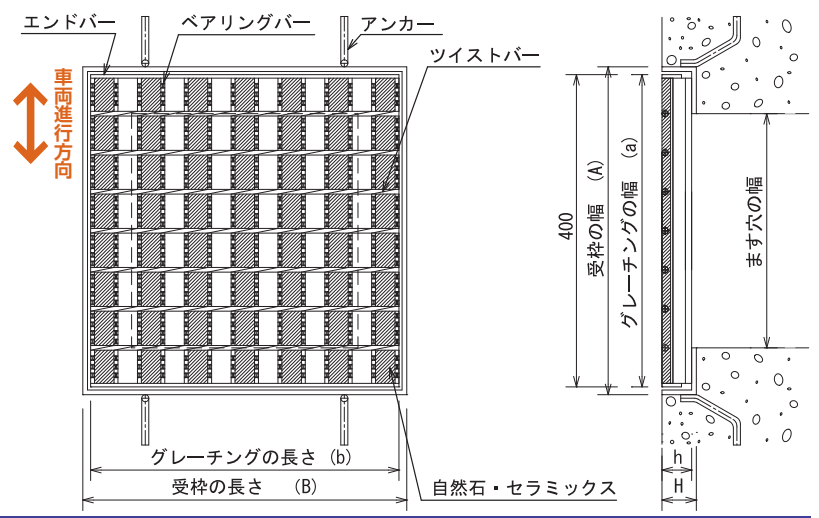 エンドバー
ベアリングバー
アンカー
ツイストバー
車両進行方向
400
受枠の幅 (A)
グレーチングの幅 (a)
ます穴の幅
グレーチングの長さ (b)
受枠の長さ (B)
自然石・セラミックス
h
H